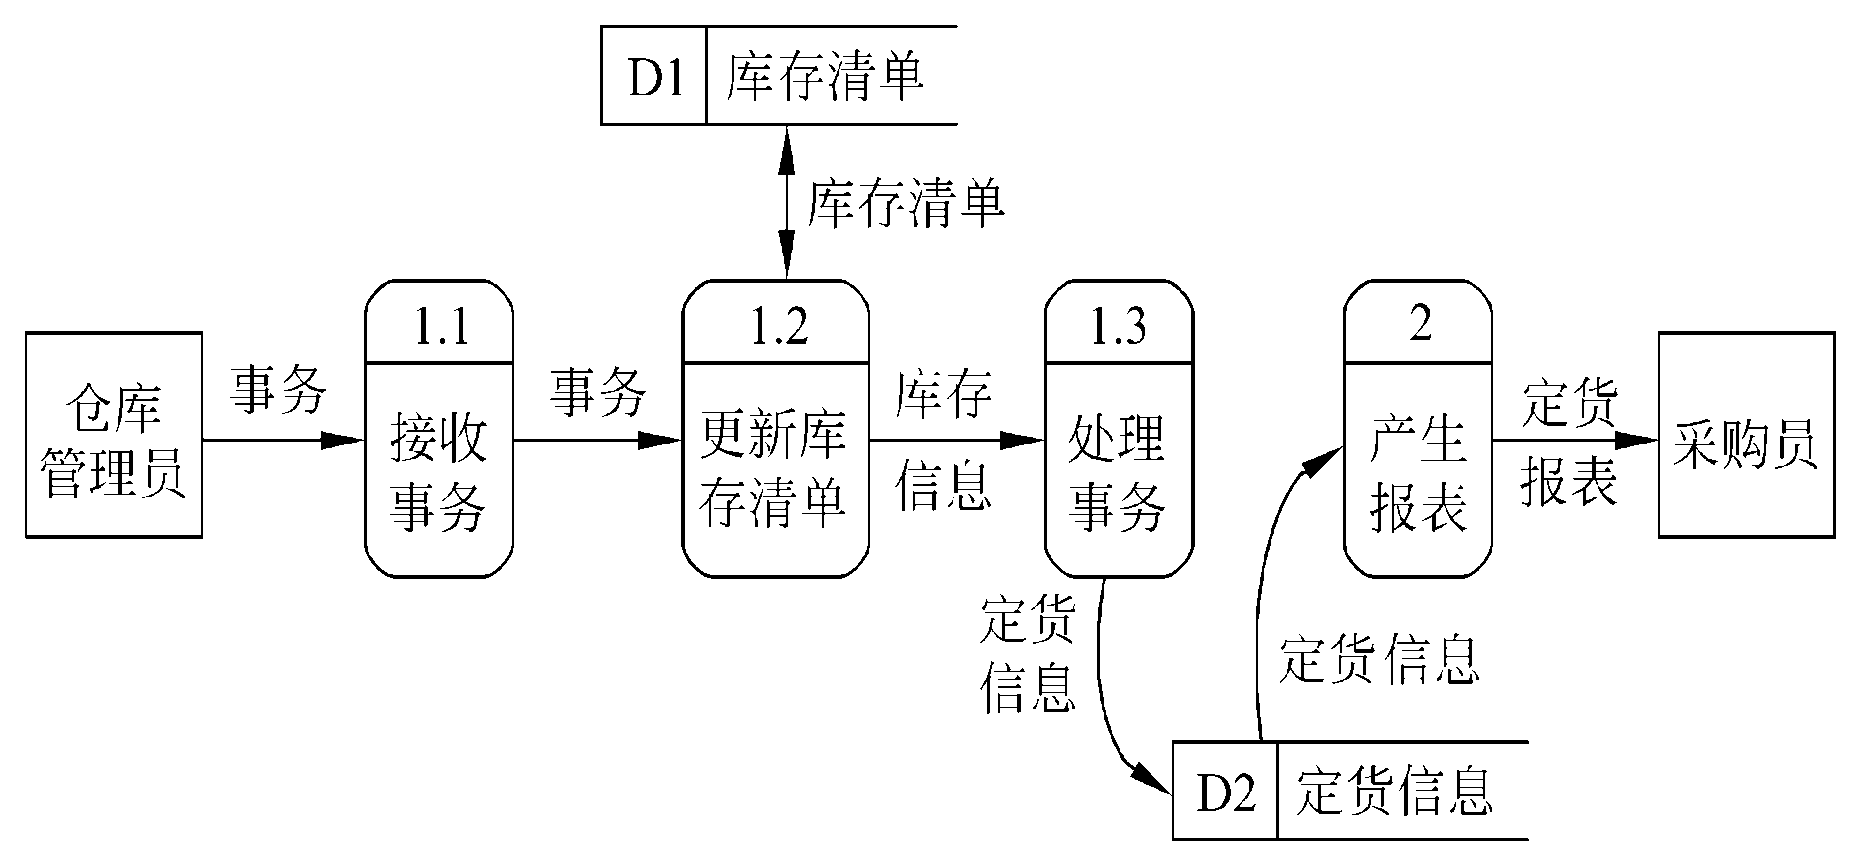 D1 库存清单
库存清单
1.1
1.2
1.3
2
仓库
管理员
事务
接收
事务
事务
更新库
存清单
库存
信息
处理
事务
产生
报表
定货
报表
采购员
定货
信息
定货信息
D2 定货信息